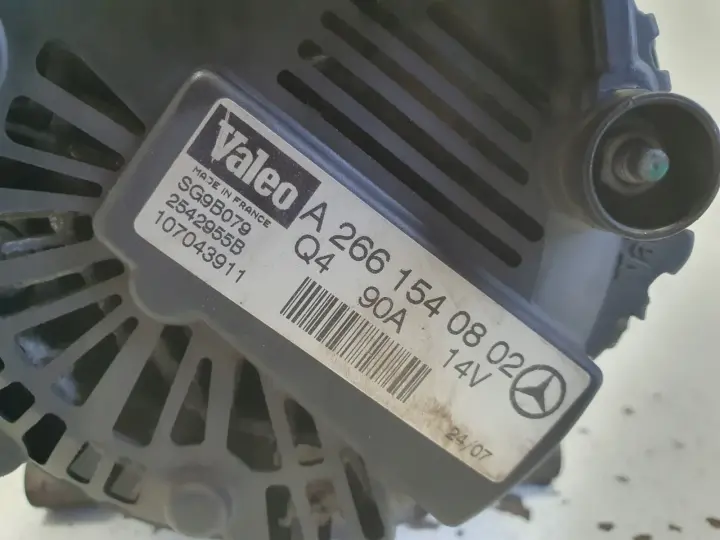 Valeo
MADE IN FRANCE
SG9B079
2542955B
107043911
A 266 154 08 02
Q4 90A 14V
24/07